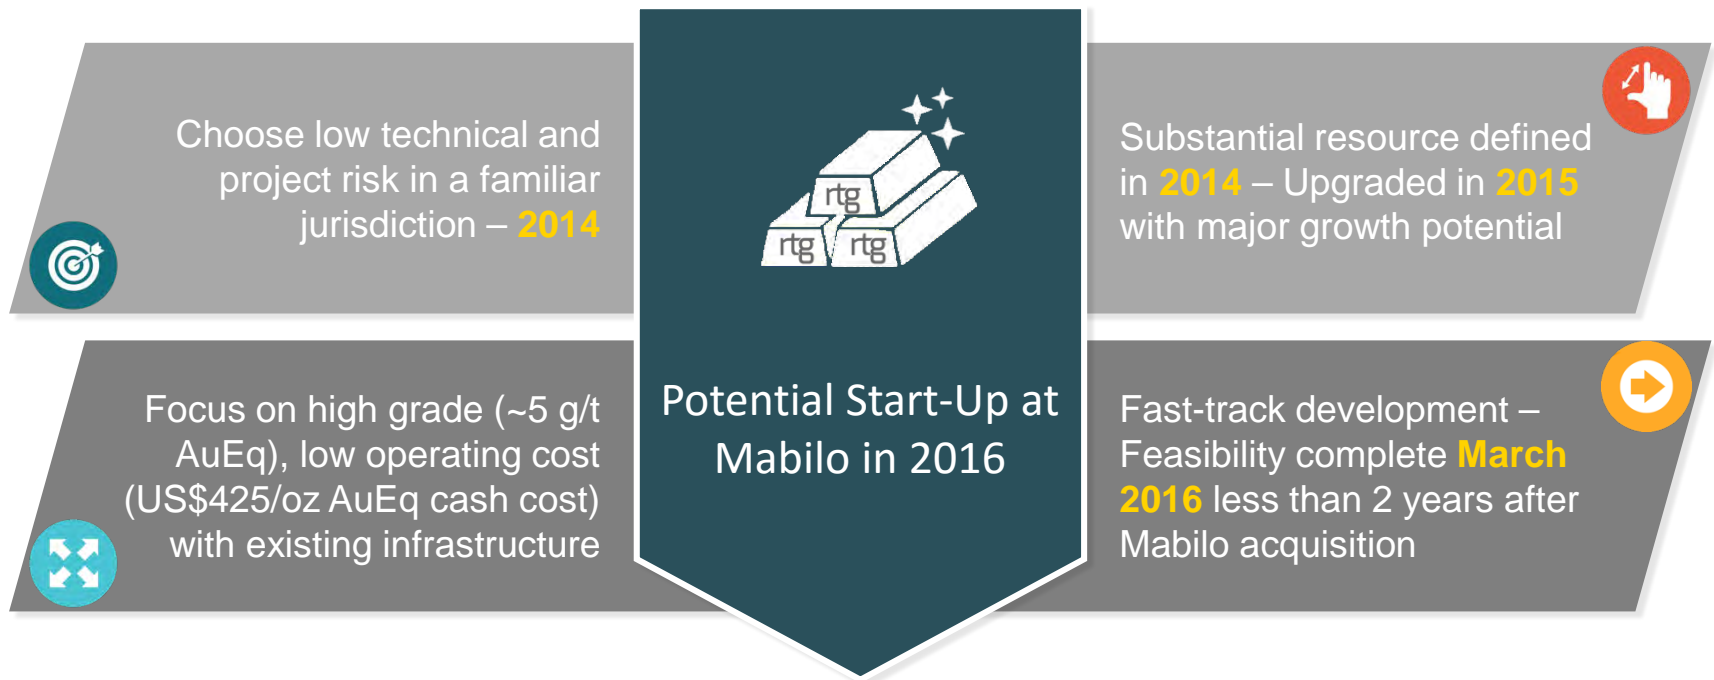 Choose low technical and
project risk in a familiar
jurisdiction – 2014
Focus on high grade (~5 g/t
AuEq), low operating cost
(US$425/oz AuEq cash cost)
with existing infrastructure
rtg
rtg rtg
Potential Start-Up at
Mabilo in 2016
Substantial resource defined
in 2014 – Upgraded in 2015
with major growth potential
Fast-track development –
Feasibility complete March
2016 less than 2 years after
Mabilo acquisition